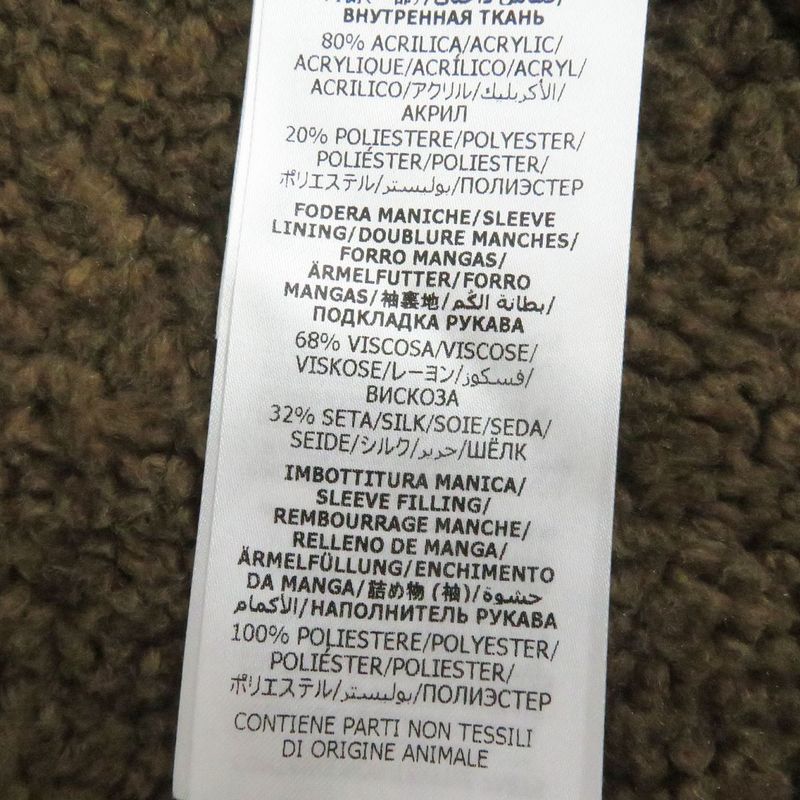 ВНУТРЕННЯЯ ТКАНЬ
80% ACRILICA/ACRYLIC/
ACRYLIQUE/ACRÍLICO/ACRYL/
ACRILICO/アクリル/الأكريليك/
АКРИЛ
20% POLIESTERE/POLYESTER/
POLIÉSTER/POLIESTER/
ポリエステル/بوليستر/ПОЛИЭСТЕР
FODERA MANICHE/SLEEVE
LINING/DOUBLURE MANCHES/
FORRO MANGAS/
ÄRMELFUTTER/FORRO
MANGAS/袖裏地/بطانة الكُم/
ПОДКЛАДКА РУКАВА
68% VISCOSA/VISCOSE/
VISKOSE/レーヨン/فسكوز/
ВИСКОЗА
32% SETA/SILK/SOIE/SEDA/
SEIDE/シルク/حرير/ШЁЛК
IMBOTTITURA MANICA/
SLEEVE FILLING/
REMBOURRAGE MANCHE/
RELLENO DE MANGA/
ÄRMELFÜLLUNG/ENCHIMENTO
DA MANGA/詰め物 (袖)/حشوة
الأكمام/НАПОЛНИТЕЛЬ РУКАВА
100% POLIESTERE/POLYESTER/
POLIÉSTER/POLIESTER/
ポリエステル/بوليستر/ПОЛИЭСТЕР
CONTIENE PARTI NON TESSILI
DI ORIGINE ANIMALE